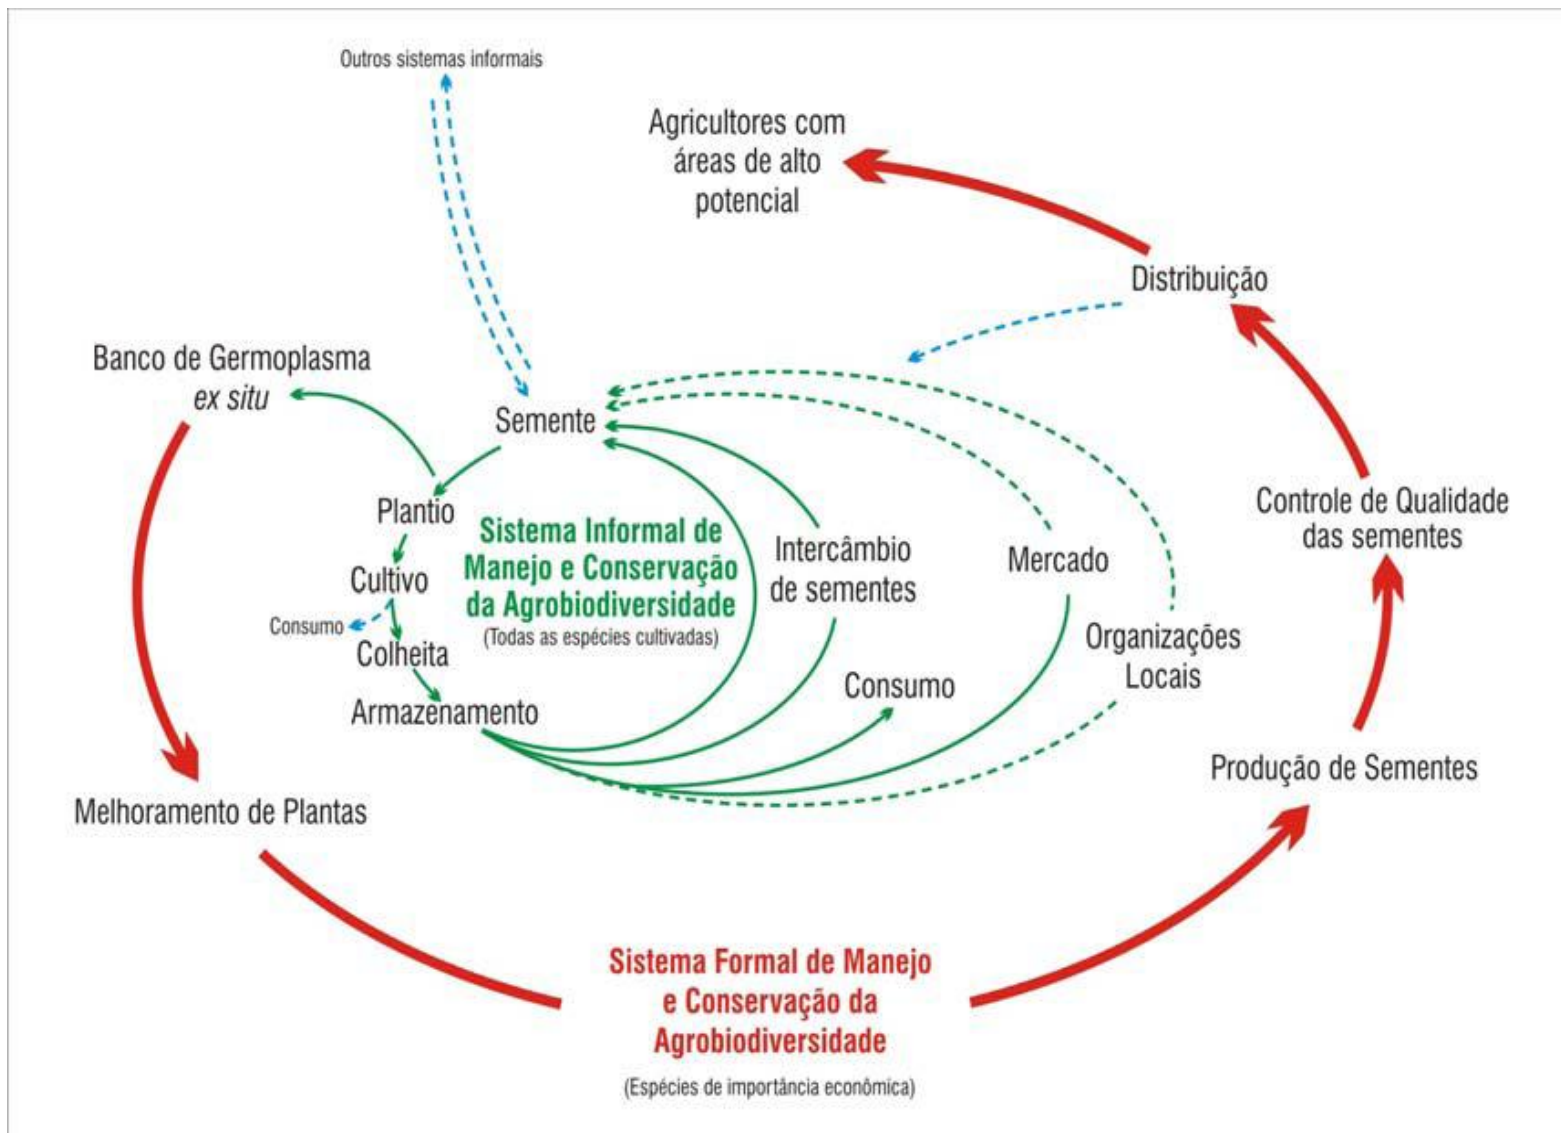 Outros sistemas informais
Agricultores com
áreas de alto
potencial
Distribuição
Banco de Germoplasma
ex situ
Semente
Plantio
Cultivo
Consumo
Colheita
Armazenamento
Sistema Informal de
Manejo e Conservação
da Agrobiodiversidade
(Todas as espécies cultivadas)
Intercâmbio
de sementes
Consumo
Mercado
Organizações
Locais
Controle de Qualidade
das sementes
Produção de Sementes
Melhoramento de Plantas
Sistema Formal de Manejo
e Conservação da
Agrobiodiversidade
(Espécies de importância econômica)